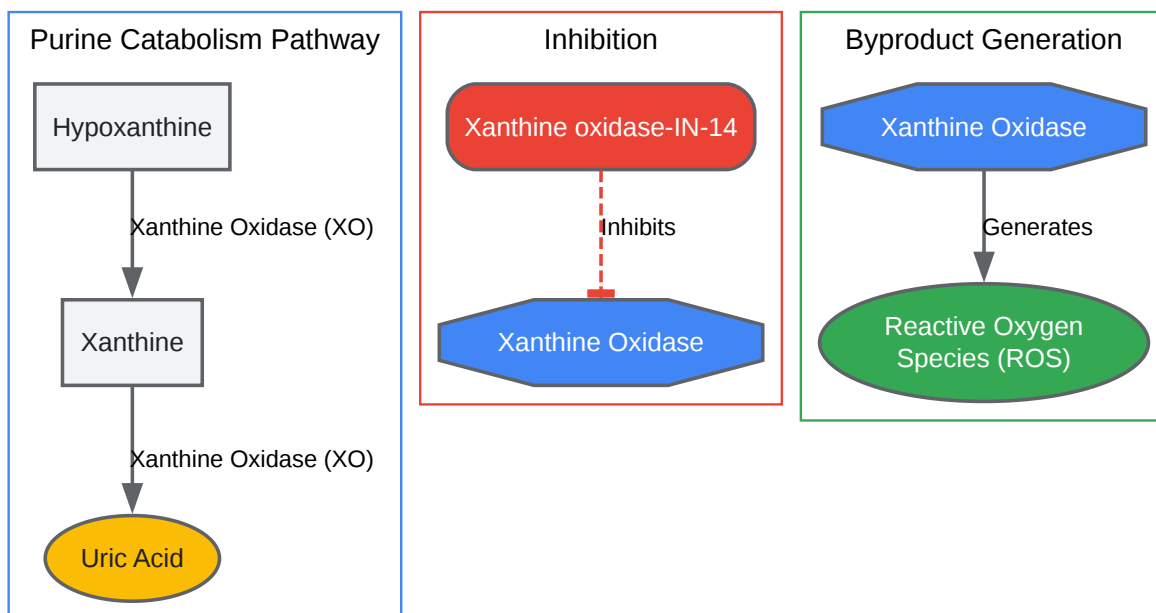 Purine Catabolism Pathway
Hypoxanthine
Xanthine Oxidase (XO)
Xanthine
Xanthine Oxidase (XO)
Uric Acid
Inhibition
Xanthine oxidase-IN-14
Inhibits
Xanthine Oxidase
Byproduct Generation
Xanthine Oxidase
Generates
Reactive Oxygen
Species (ROS)